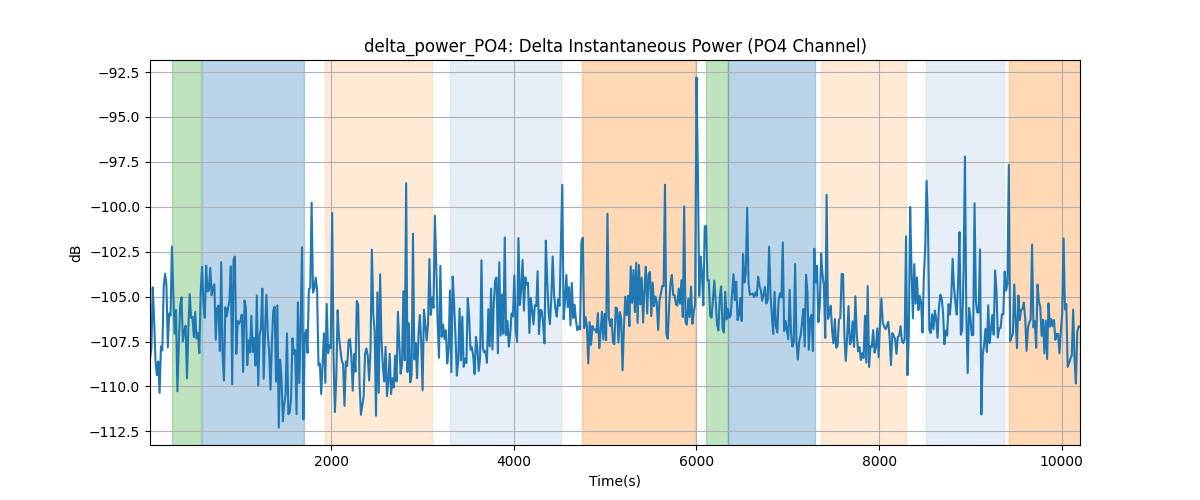 delta_power_PO4: Delta Instantaneous Power (PO4 Channel)
−92.5
−95.0
−97.5
−100.0
−102.5
−105.0
−107.5
−110.0
−112.5
dB
2000 4000 6000 8000 10000
Time(s)